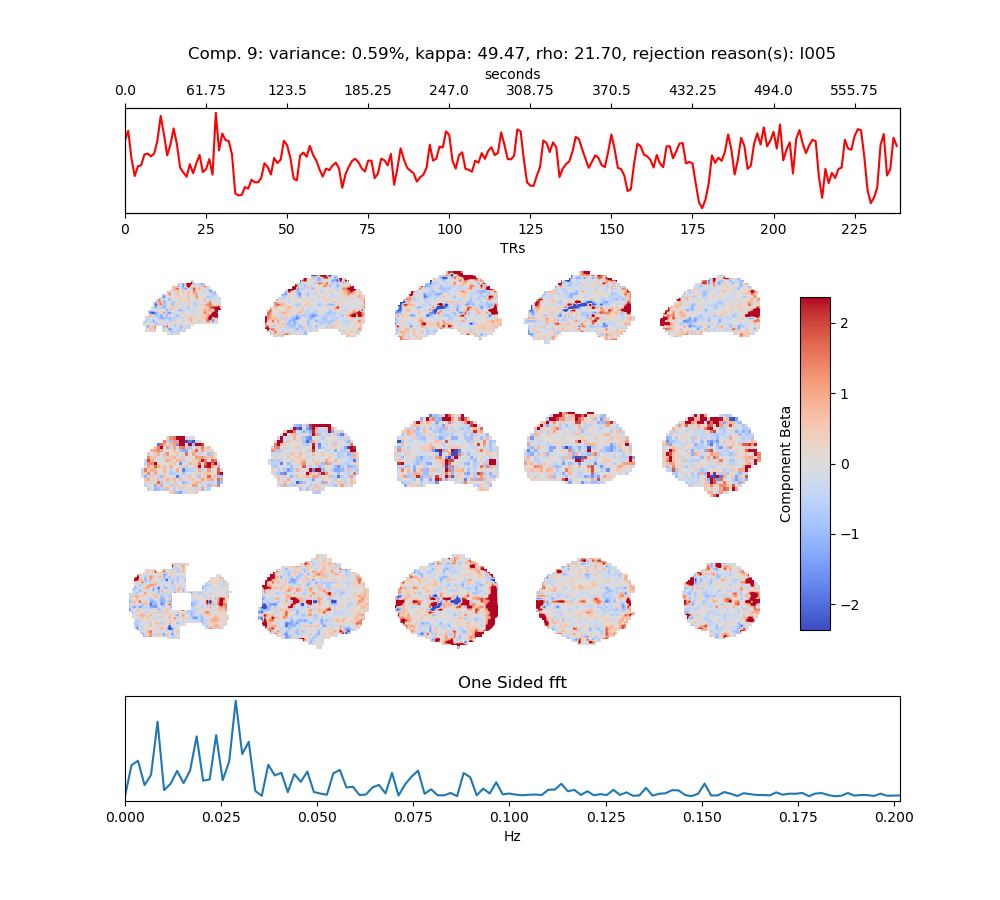 Comp. 9: variance: 0.59%, kappa: 49.47, rho: 21.70, rejection reason(s): I005
seconds
0.0 61.75 123.5 185.25 247.0 308.75 370.5 432.25 494.0 555.75
0 25 50 75 100 125 150 175 200 225
TRs
2
1
0
−1
−2
Component Beta
One Sided fft
0.000 0.025 0.050 0.075 0.100 0.125 0.150 0.175 0.200
Hz